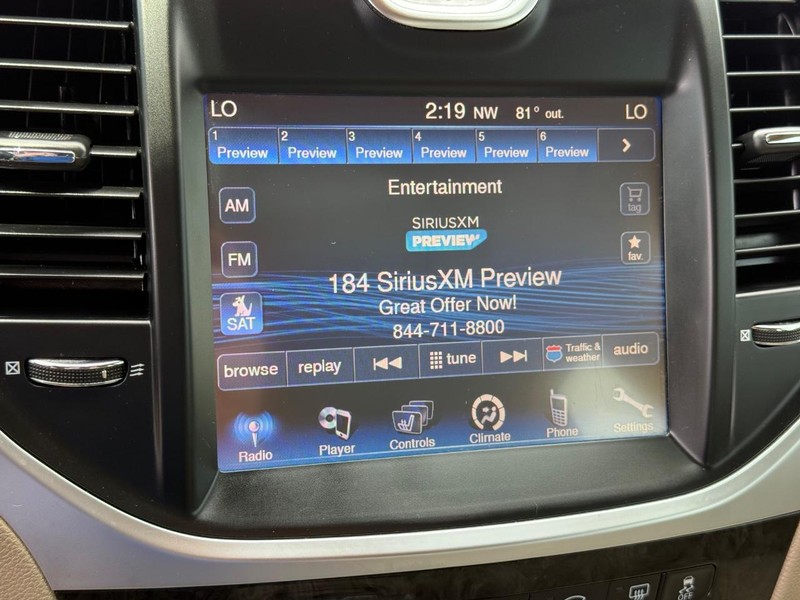 LO 2:19 NW 81° out. LO
1 2 3 4 5 6
Preview Preview Preview Preview Preview Preview >
Entertainment
AM
tag
SIRIUSXM
PREVIEW
FM
fav.
184 SiriusXM Preview
Great Offer Now!
SAT
844-711-8800
browse replay tune Traffic & weather audio
Radio Player Controls Climate Phone Settings
OFF